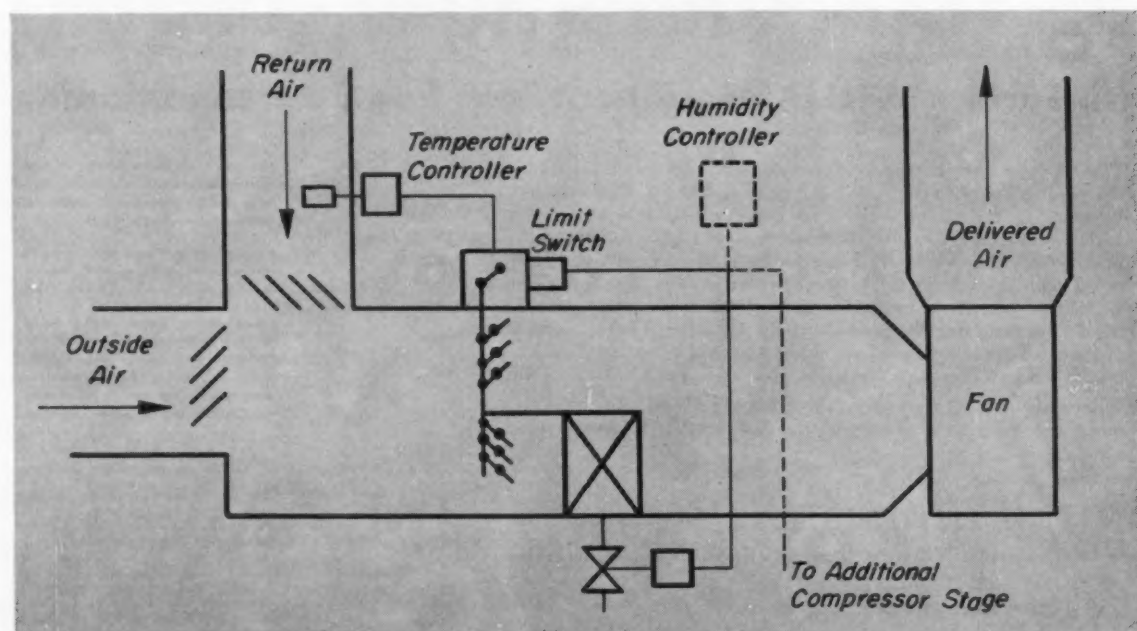 Return
Air
Temperature
Controller
Humidity
Controller
Limit
Switch
Delivered
Air
Outside
Air
Fan
To Additional
Compressor Stage